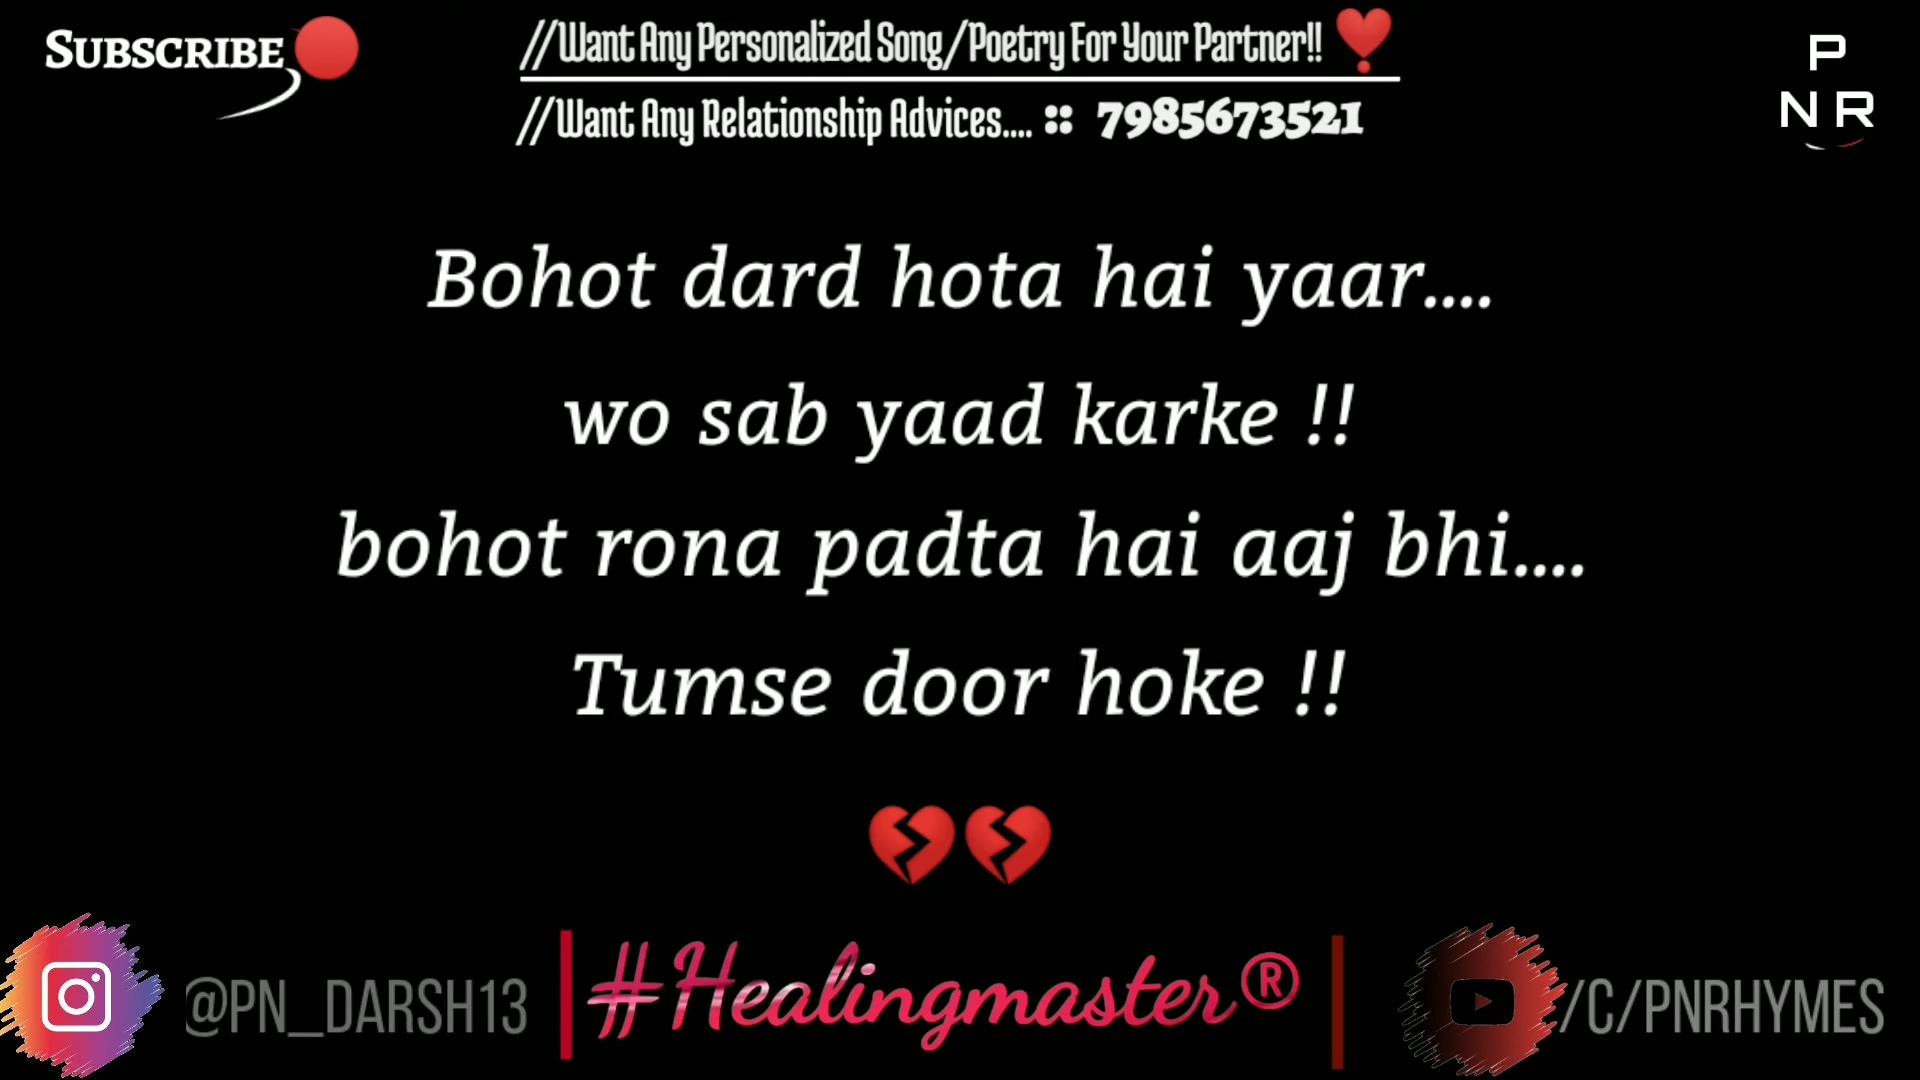 SUBSCRIBE
//Want Any Personalized Song/Poetry For Your Partner!!
//Want Any Relationship Advices.... :: 7985673521
P
NR
Bohot dard hota hai yaar....
wo sab yaad karke !!
bohot rona padta hai aaj bhi....
Tumse door hoke !!
@PN_DARSH13
#Healingmaster®
/C/PNRHYMES